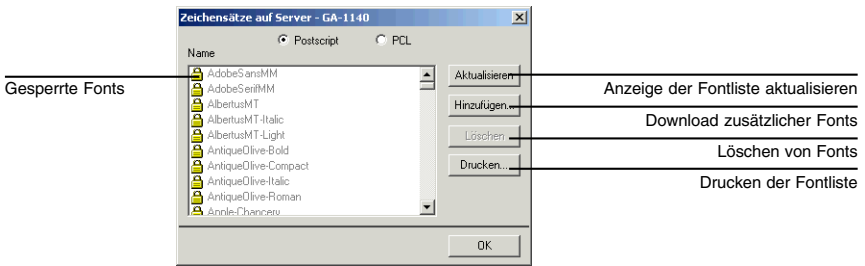 Zeichensätze auf Server - GA-1140
Postscript
PCL
Name
Gesperrte Fonts
AdobeSansMM
AdobeSerifMM
AlbertusMT
AlbertusMT-Italic
AlbertusMT-Light
AntiqueOlive-Bold
AntiqueOlive-Compact
AntiqueOlive-Italic
AntiqueOlive-Roman
Apple-Chancery
Aktualisieren
Hinzufügen...
Löschen
Drucken...
OK
Anzeige der Fontliste aktualisieren
Download zusätzlicher Fonts
Löschen von Fonts
Drucken der Fontliste